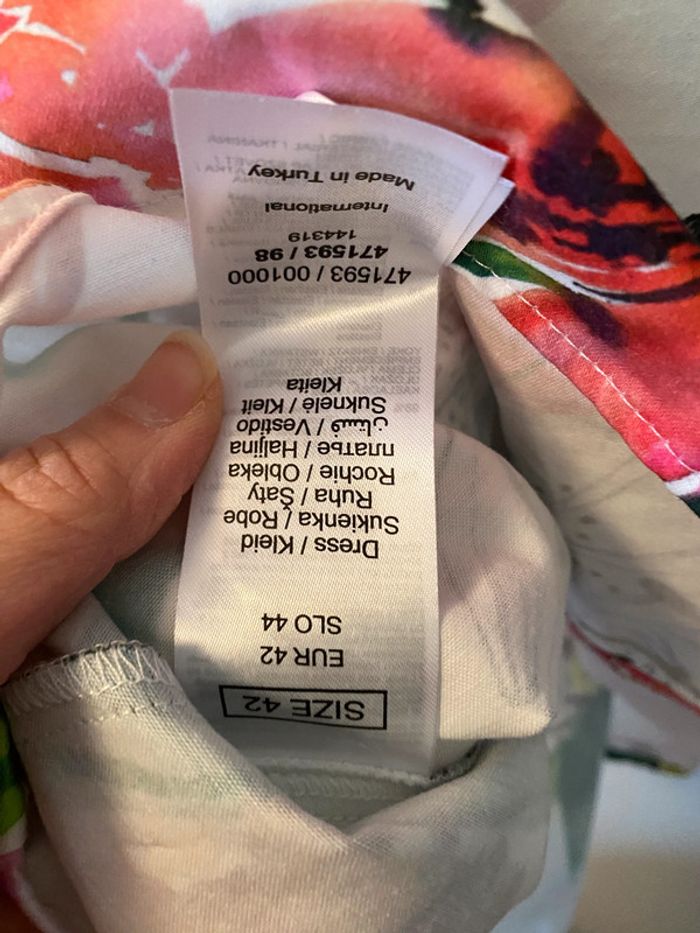 SIZE 42
EUR 42
SLO 44
Dress / Kleid
Sukienka / Robe
Ruha / Šaty
Rochie / Obleka
платье / Haljina
فستان / Vestido
Suknelė / Kleit
Kleita
471593 / 001000
471593 / 98
144319
International
Made in Turkey